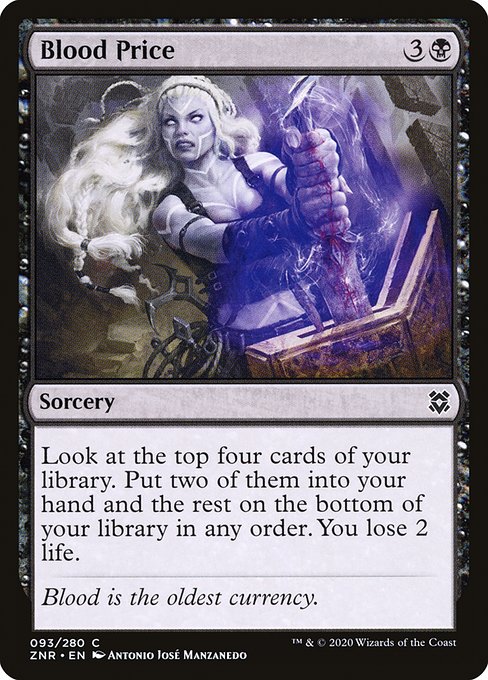 Blood Price 3
Sorcery
Look at the top four cards of your
library. Put two of them into your
hand and the rest on the bottom of
your library in any order. You lose 2
life.
Blood is the oldest currency.
093/280 C
™ & © 2020 Wizards of the Coast
ZNR • EN Antonio José Manzanedo